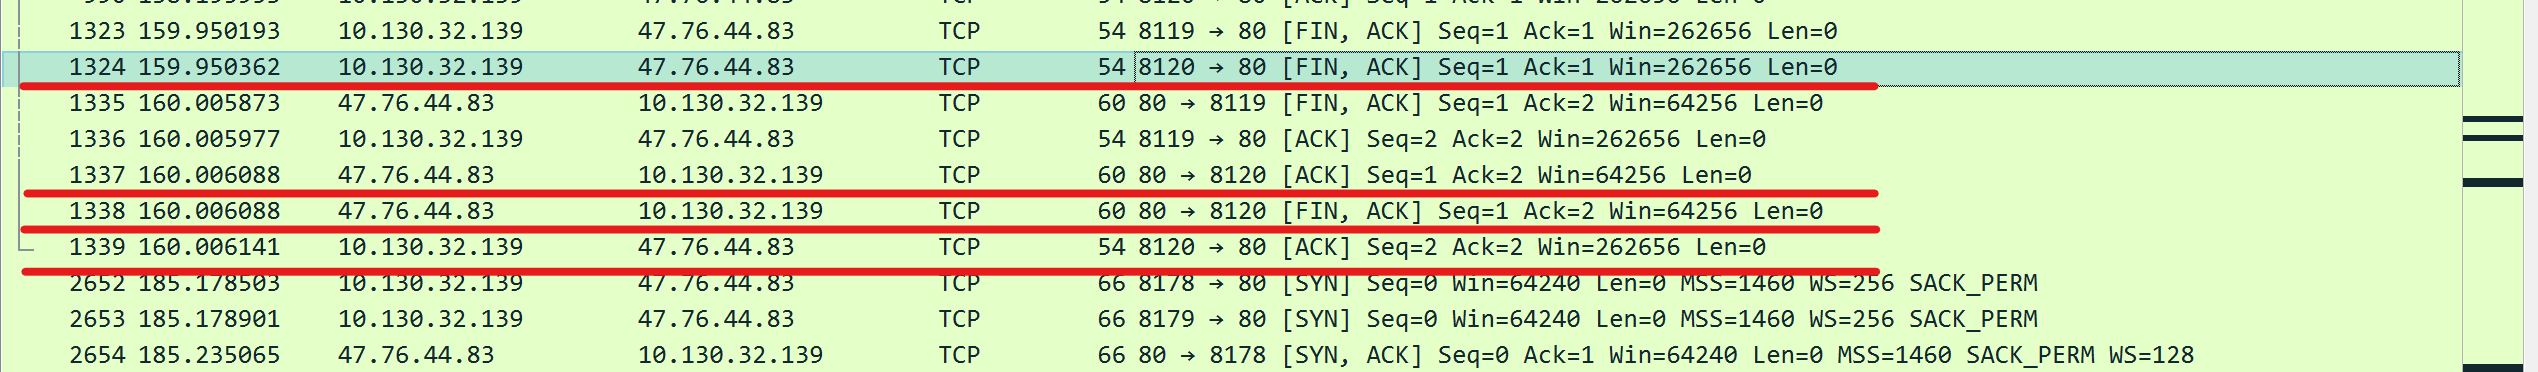 1323 159.950193 10.130.32.139 47.76.44.83 TCP 54 8119 → 80 [FIN, ACK] Seq=1 Ack=1 Win=262656 Len=0
1324 159.950362 10.130.32.139 47.76.44.83 TCP 54 8120 → 80 [FIN, ACK] Seq=1 Ack=1 Win=262656 Len=0
1335 160.005873 47.76.44.83 10.130.32.139 TCP 60 80 → 8119 [FIN, ACK] Seq=1 Ack=2 Win=64256 Len=0
1336 160.005977 10.130.32.139 47.76.44.83 TCP 54 8119 → 80 [ACK] Seq=2 Ack=2 Win=262656 Len=0
1337 160.006088 47.76.44.83 10.130.32.139 TCP 60 80 → 8120 [ACK] Seq=1 Ack=2 Win=64256 Len=0
1338 160.006088 47.76.44.83 10.130.32.139 TCP 60 80 → 8120 [FIN, ACK] Seq=1 Ack=2 Win=64256 Len=0
1339 160.006141 10.130.32.139 47.76.44.83 TCP 54 8120 → 80 [ACK] Seq=2 Ack=2 Win=262656 Len=0
2652 185.178503 10.130.32.139 47.76.44.83 TCP 66 8178 → 80 [SYN] Seq=0 Win=64240 Len=0 MSS=1460 WS=256 SACK_PERM
2653 185.178901 10.130.32.139 47.76.44.83 TCP 66 8179 → 80 [SYN] Seq=0 Win=64240 Len=0 MSS=1460 WS=256 SACK_PERM
2654 185.235065 47.76.44.83 10.130.32.139 TCP 66 80 → 8178 [SYN, ACK] Seq=0 Ack=1 Win=64240 Len=0 MSS=1460 SACK_PERM WS=128